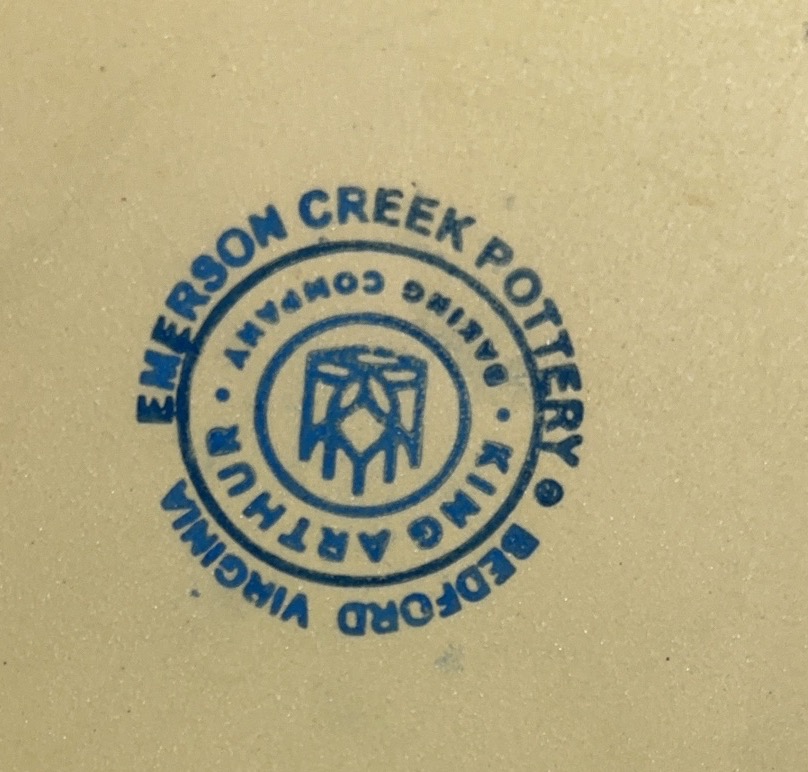 EMERSON CREEK POTTERY
BEDFORD VIRGINIA
KING ARTHUR
BAKING COMPANY